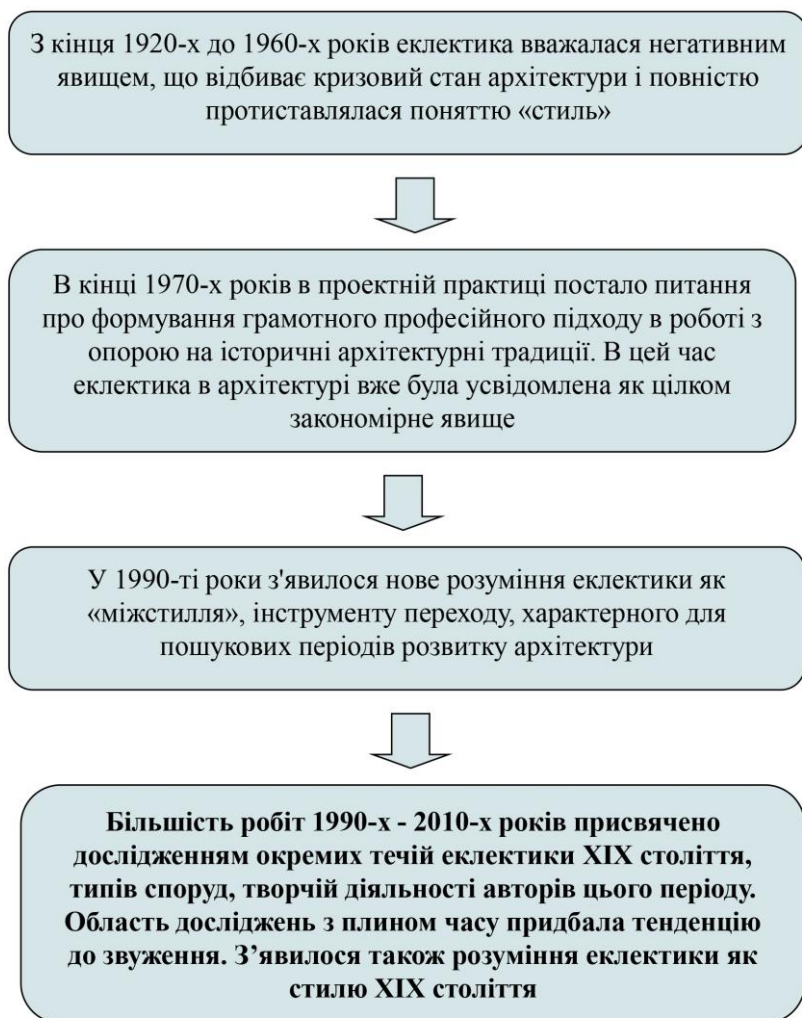 З кінця 1920-х до 1960-х років еклектика вважалася негативним
явищем, що відбиває кризовий стан архітектури і повністю
протиставлялася поняттю «стиль»
В кінці 1970-х років в проектній практиці постало питання
про формування грамотного професійного підходу в роботі з
опорою на історичні архітектурні традиції. В цей час
еклектика в архітектурі вже була усвідомлена як цілком
закономірне явище
У 1990-ті роки з'явилося нове розуміння еклектики як
«міжстилля», інструменту переходу, характерного для
пошукових періодів розвитку архітектури
Більшість робіт 1990-х - 2010-х років присвячено
дослідженням окремих течій еклектики XIX століття,
типів споруд, творчій діяльності авторів цього періоду.
Область досліджень з плином часу придбала тенденцію
до звуження. З’явилося також розуміння еклектики як
стилю XIX століття